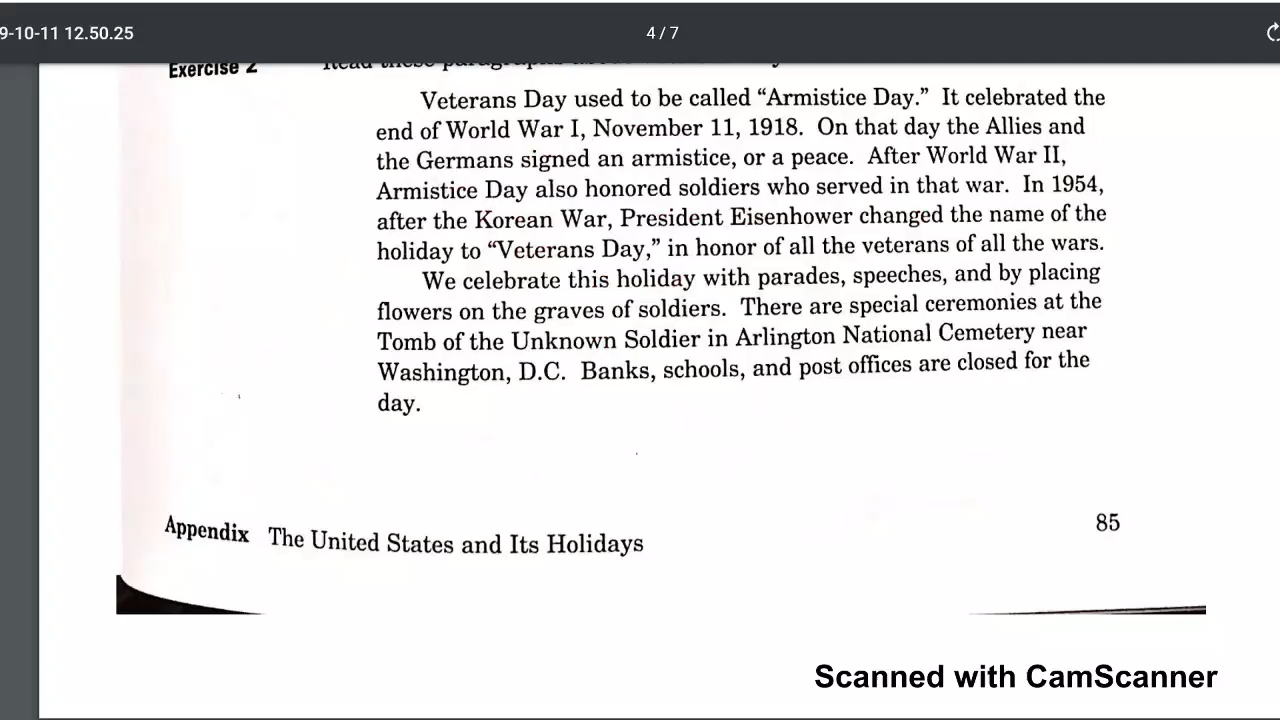 9-10-11 12.50.25
4 / 7
Exercise 2 Read these paragraphs
Veterans Day used to be called “Armistice Day.” It celebrated the
end of World War I, November 11, 1918. On that day the Allies and
the Germans signed an armistice, or a peace. After World War II,
Armistice Day also honored soldiers who served in that war. In 1954,
after the Korean War, President Eisenhower changed the name of the
holiday to “Veterans Day,” in honor of all the veterans of all the wars.
We celebrate this holiday with parades, speeches, and by placing
flowers on the graves of soldiers. There are special ceremonies at the
Tomb of the Unknown Soldier in Arlington National Cemetery near
Washington, D.C. Banks, schools, and post offices are closed for the
day.
Appendix The United States and Its Holidays
85
Scanned with CamScanner